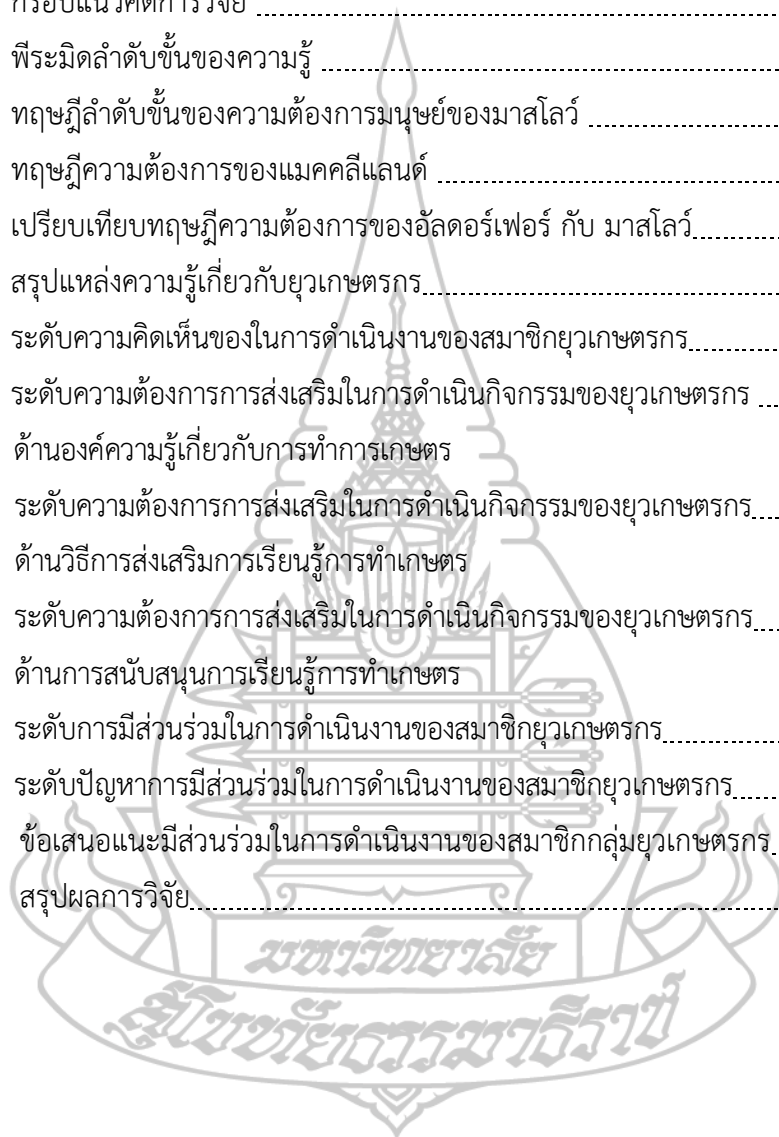 กรอบแนวคิดการวิจัย
พีระมิดลำดับขั้นของความรู้
ทฤษฎีลำดับขั้นของความต้องการมนุษย์ของมาสโลว์
ทฤษฎีความต้องการของแมคคลีแลนด์
เปรียบเทียบทฤษฎีความต้องการของอัลดอร์เฟอร์ กับ มาสโลว์
สรุปแหล่งความรู้เกี่ยวกับยุวเกษตรกร
ระดับความคิดเห็นของในการดำเนินงานของสมาชิกยุวเกษตรกร
ระดับความต้องการการส่งเสริมในการดำเนินกิจกรรมของยุวเกษตรกร
ด้านองค์ความรู้เกี่ยวกับการทำการเกษตร
ระดับความต้องการการส่งเสริมในการดำเนินกิจกรรมของยุวเกษตรกร
ด้านวิธีการส่งเสริมการเรียนรู้การทำเกษตร
ระดับความต้องการการส่งเสริมในการดำเนินกิจกรรมของยุวเกษตรกร
ด้านการสนับสนุนการเรียนรู้การทำเกษตร
ระดับการมีส่วนร่วมในการดำเนินงานของสมาชิกยุวเกษตรกร
ระดับปัญหาการมีส่วนร่วมในการดำเนินงานของสมาชิกยุวเกษตรกร
ข้อเสนอแนะมีส่วนร่วมในการดำเนินงานของสมาชิกกลุ่มยุวเกษตรกร
สรุปผลการวิจัย
มหาวิทยาลัย
สุโขทัยธรรมาธิราช